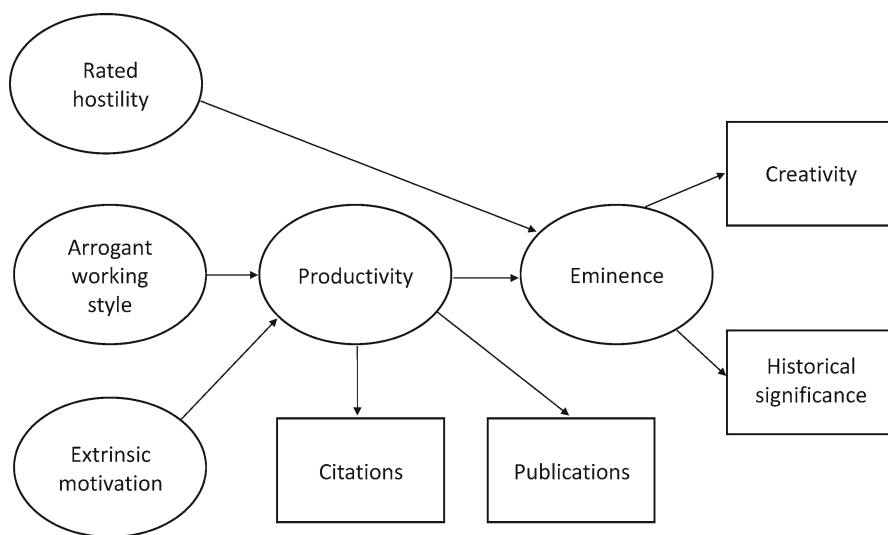 Rated
hostility
Creativity
Arrogant
working
style
Productivity
Eminence
Historical
significance
Extrinsic
motivation
Citations
Publications